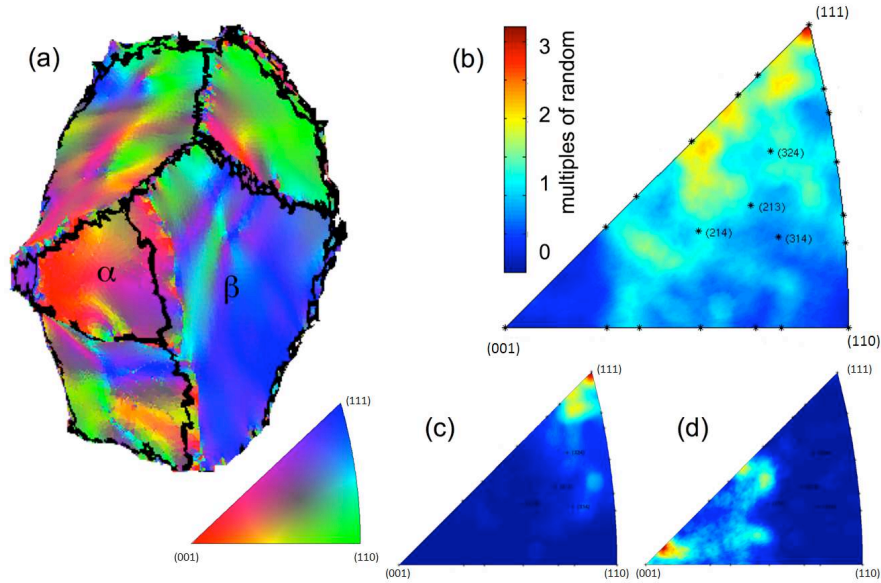 (a)
α
β
(111)
(001)
(110)
(b)
3
2
1
0
multiples of random
(111)
(324)
(213)
(214)
(314)
(001)
(110)
(c)
(111)
(001)
(110)
(d)
(111)
(001)
(110)